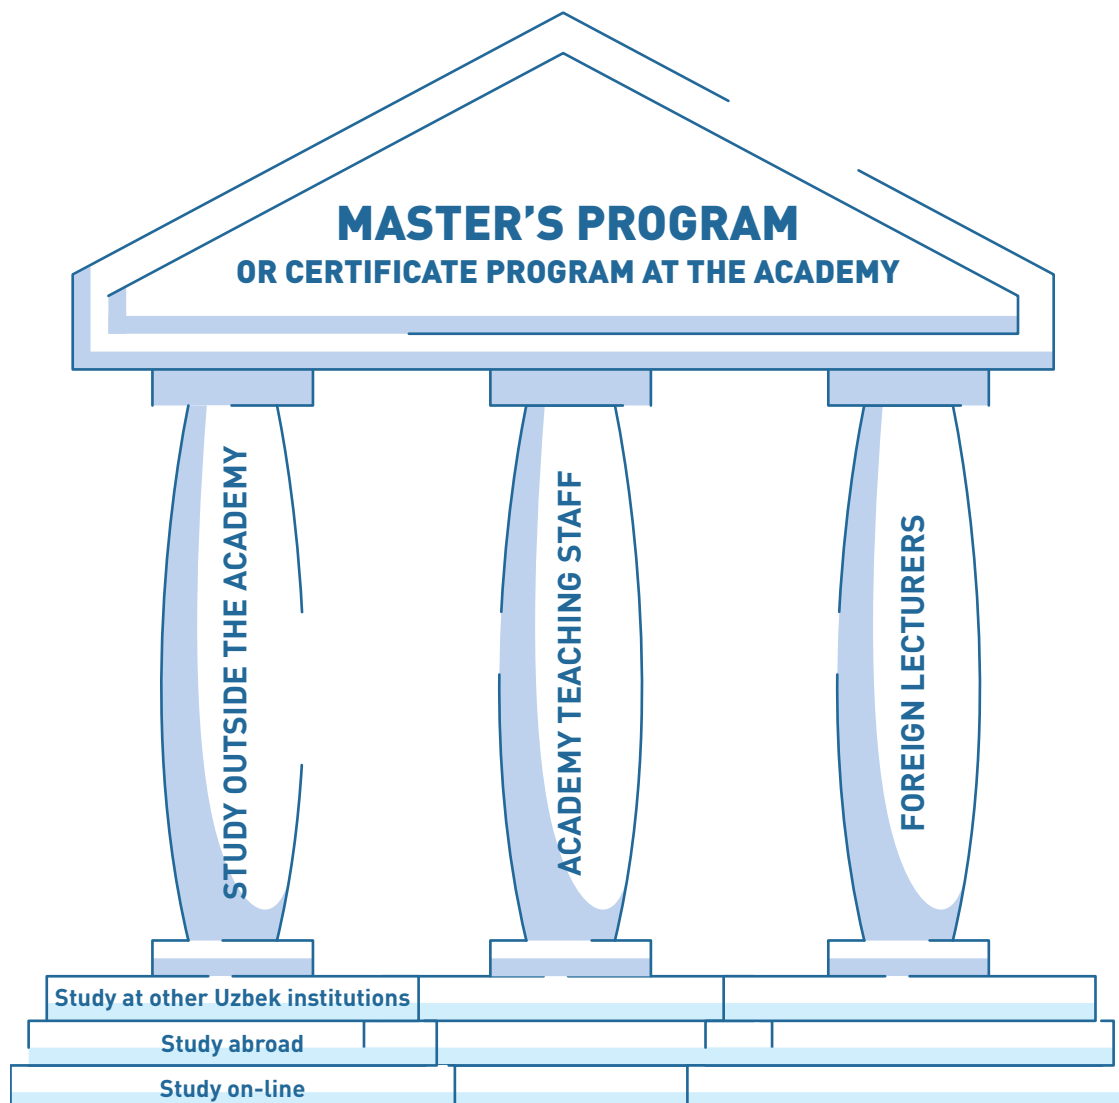 MASTER'S PROGRAM
OR CERTIFICATE PROGRAM AT THE ACADEMY
STUDY OUTSIDE THE ACADEMY
ACADEMY TEACHING STAFF
FOREIGN LECTURERS
Study at other Uzbek institutions
Study abroad
Study on-line